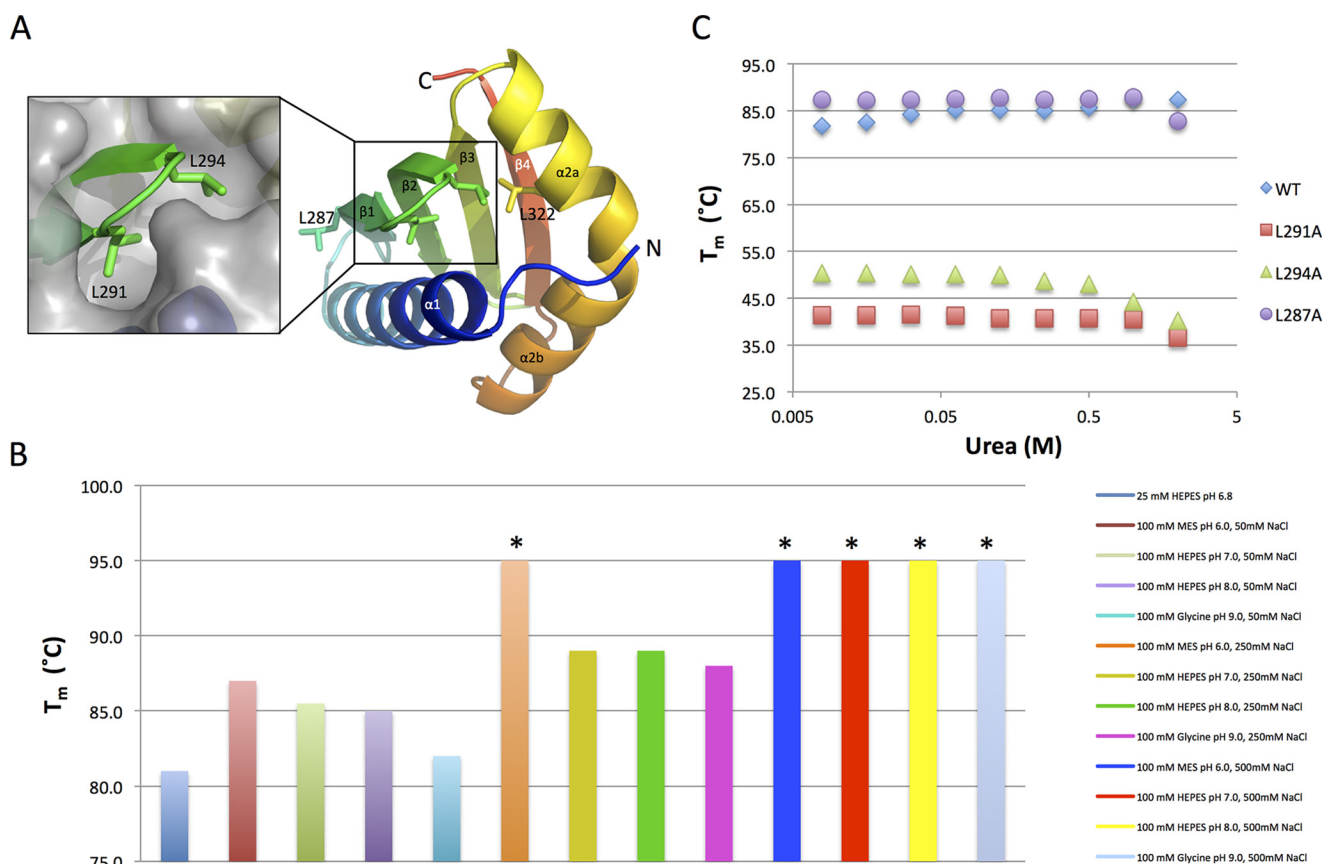 A
C
L294
L291
C
β3
β4
α2a
β2
L287
β1
L322
N
α1
α2b
C
95.0
85.0
75.0
65.0
55.0
45.0
35.0
25.0
Tm (˚C)
0.005
0.05
0.5
5
Urea (M)
WT
L291A
L294A
L287A
B
100.0
95.0
90.0
85.0
80.0
75.0
Tm (˚C)
*
*
*
*
*
25 mM HEPES pH 6.8
100 mM MES pH 6.0, 50mM NaCl
100 mM HEPES pH 7.0, 50mM NaCl
100 mM HEPES pH 8.0, 50mM NaCl
100 mM Glycine pH 9.0, 50mM NaCl
100 mM MES pH 6.0, 250mM NaCl
100 mM HEPES pH 7.0, 250mM NaCl
100 mM HEPES pH 8.0, 250mM NaCl
100 mM Glycine pH 9.0, 250mM NaCl
100 mM MES pH 6.0, 500mM NaCl
100 mM HEPES pH 7.0, 500mM NaCl
100 mM HEPES pH 8.0, 500mM NaCl
100 mM Glycine pH 9.0, 500mM NaCl